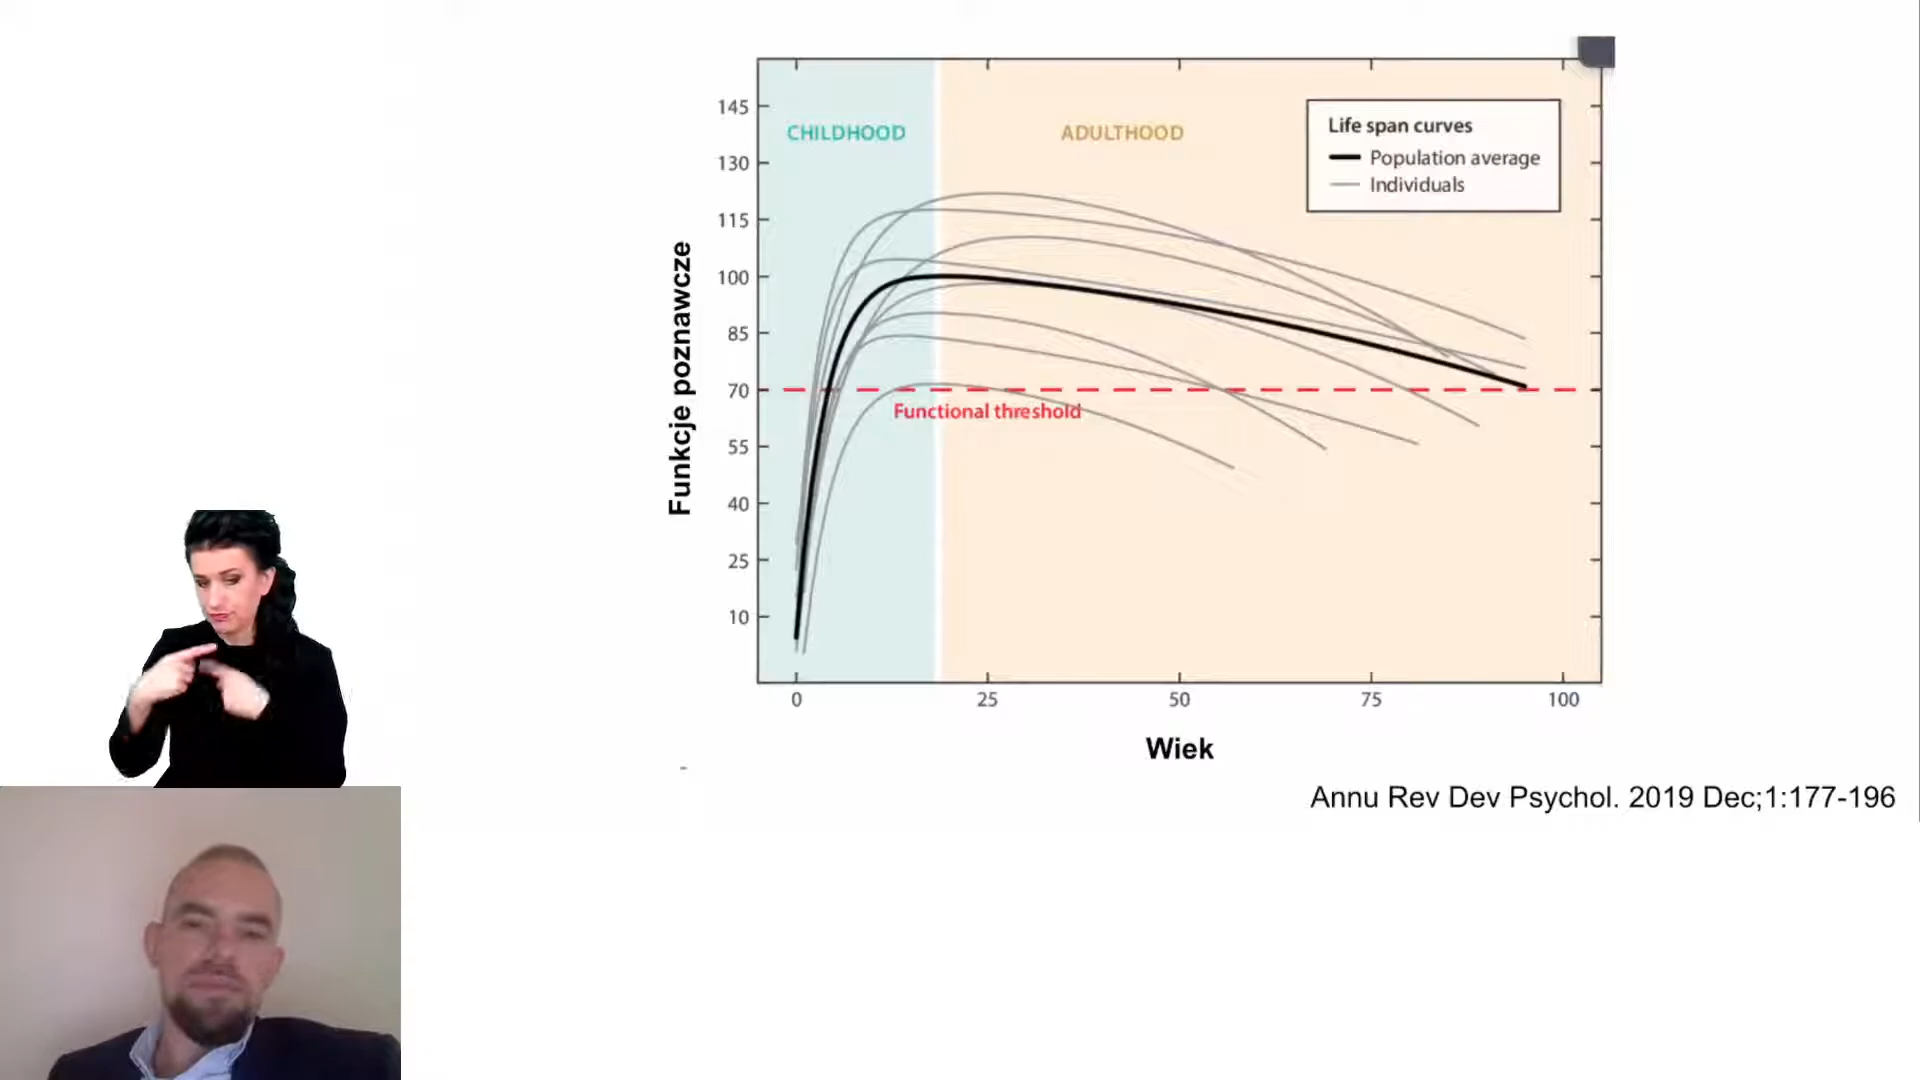 CHILDHOOD
ADULTHOOD
Life span curves
Population average
Individuals
145
130
115
100
85
70
55
40
25
10
Funkcje poznawcze
Functional threshold
0
25
50
75
100
Wiek
Annu Rev Dev Psychol. 2019 Dec;1:177-196